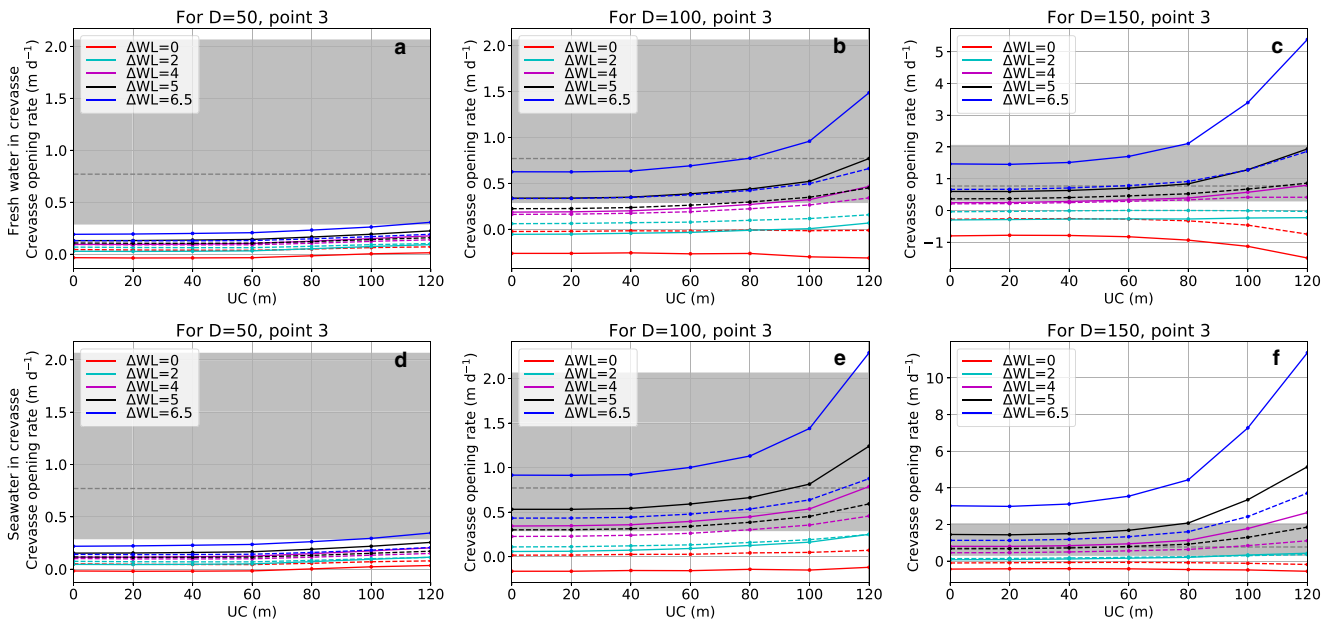 For D=50, point 3
Fresh water in crevasse
Crevasse opening rate (m d⁻¹)
2.0
1.5
1.0
0.5
0.0
ΔWL=0
ΔWL=2
ΔWL=4
ΔWL=5
ΔWL=6.5
a
0 20 40 60 80 100 120
UC (m)
For D=100, point 3
Crevasse opening rate (m d⁻¹)
2.0
1.5
1.0
0.5
0.0
ΔWL=0
ΔWL=2
ΔWL=4
ΔWL=5
ΔWL=6.5
b
0 20 40 60 80 100 120
UC (m)
For D=150, point 3
Crevasse opening rate (m d⁻¹)
5
4
3
2
1
0
−1
ΔWL=0
ΔWL=2
ΔWL=4
ΔWL=5
ΔWL=6.5
c
0 20 40 60 80 100 120
UC (m)
For D=50, point 3
Seawater in crevasse
Crevasse opening rate (m d⁻¹)
2.0
1.5
1.0
0.5
0.0
ΔWL=0
ΔWL=2
ΔWL=4
ΔWL=5
ΔWL=6.5
d
0 20 40 60 80 100 120
UC (m)
For D=100, point 3
Crevasse opening rate (m d⁻¹)
2.0
1.5
1.0
0.5
0.0
ΔWL=0
ΔWL=2
ΔWL=4
ΔWL=5
ΔWL=6.5
e
0 20 40 60 80 100 120
UC (m)
For D=150, point 3
Crevasse opening rate (m d⁻¹)
10
8
6
4
2
0
ΔWL=0
ΔWL=2
ΔWL=4
ΔWL=5
ΔWL=6.5
f
0 20 40 60 80 100 120
UC (m)